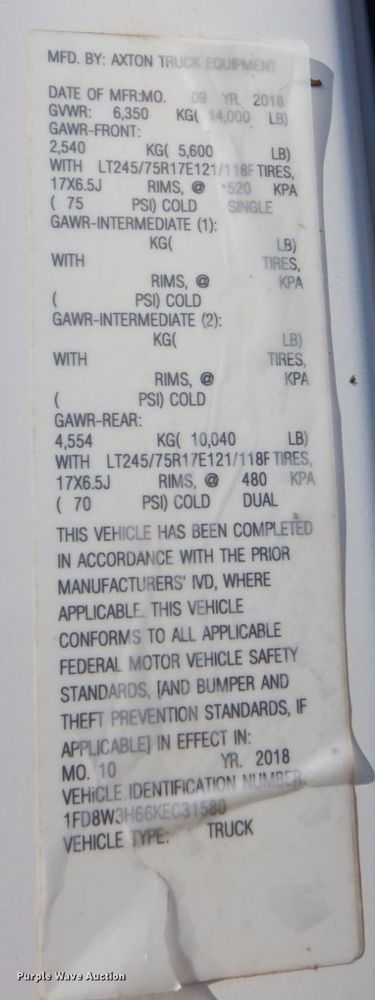 MFD. BY: AXTON TRUCK EQUIPMENT
DATE OF MFR:MO. 09 YR. 2018
GVWR: 6,350 KG( 14,000 LB)
GAWR-FRONT:
2,540 KG( 5,600 LB)
WITH LT245/75R17E121/118F TIRES,
17X6.5J RIMS, @ 520 KPA
( 75 PSI) COLD SINGLE
GAWR-INTERMEDIATE (1):
KG( LB)
WITH TIRES,
RIMS, @ KPA
( PSI) COLD
GAWR-INTERMEDIATE (2):
KG( LB)
WITH TIRES,
RIMS, @ KPA
( PSI) COLD
GAWR-REAR:
4,554 KG( 10,040 LB)
WITH LT245/75R17E121/118F TIRES,
17X6.5J RIMS, @ 480 KPA
( 70 PSI) COLD DUAL
THIS VEHICLE HAS BEEN COMPLETED
IN ACCORDANCE WITH THE PRIOR
MANUFACTURERS' IVD, WHERE
APPLICABLE. THIS VEHICLE
CONFORMS TO ALL APPLICABLE
FEDERAL MOTOR VEHICLE SAFETY
STANDARDS, [AND BUMPER AND
THEFT PREVENTION STANDARDS, IF
APPLICABLE] IN EFFECT IN:
MO. 10 YR. 2018
VEHICLE IDENTIFICATION NUMBER:
1FD8W3H66KEC31580
VEHICLE TYPE: TRUCK
Purple Wave Auction